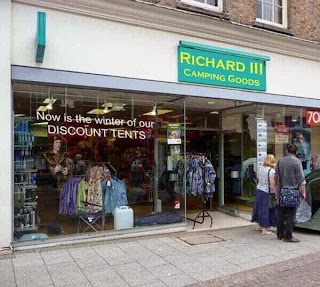 RICHARD III
CAMPING GOODS
Now is the winter of our
DISCOUNT TENTS
70